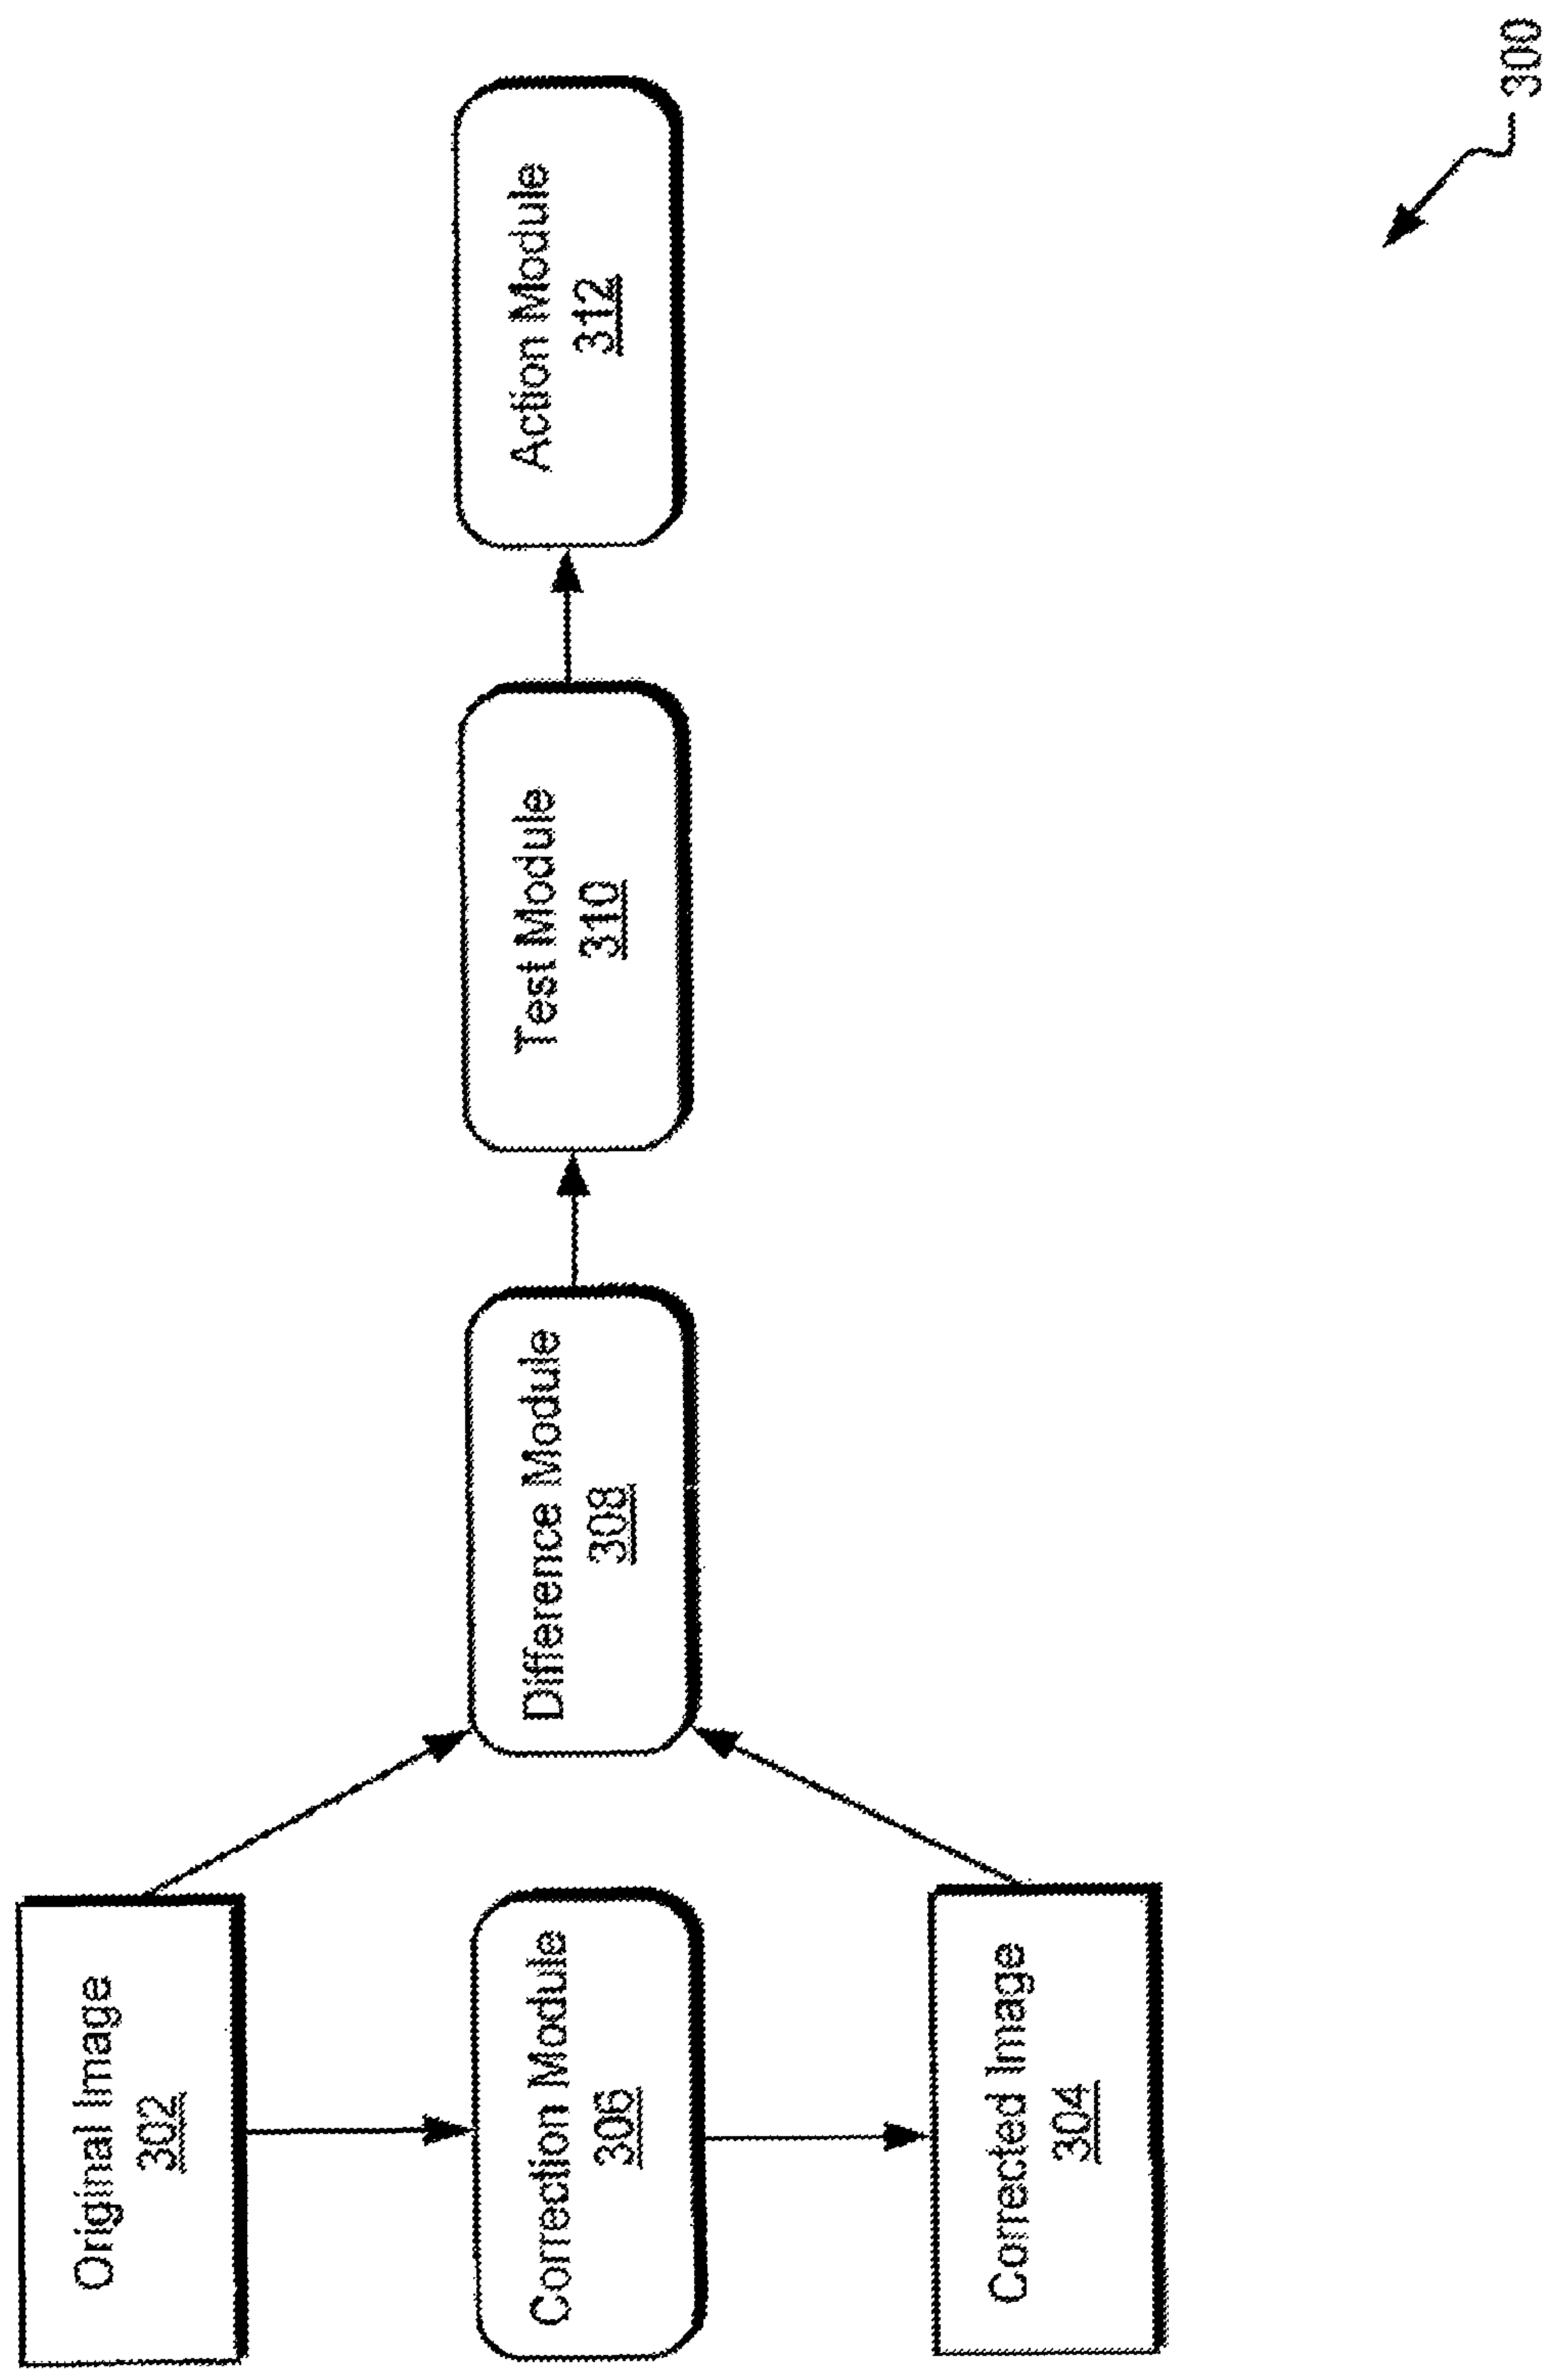 Original Image
302
Correction Module
306
Corrected Image
304
Difference Module
308
Test Module
310
Action Module
312
300